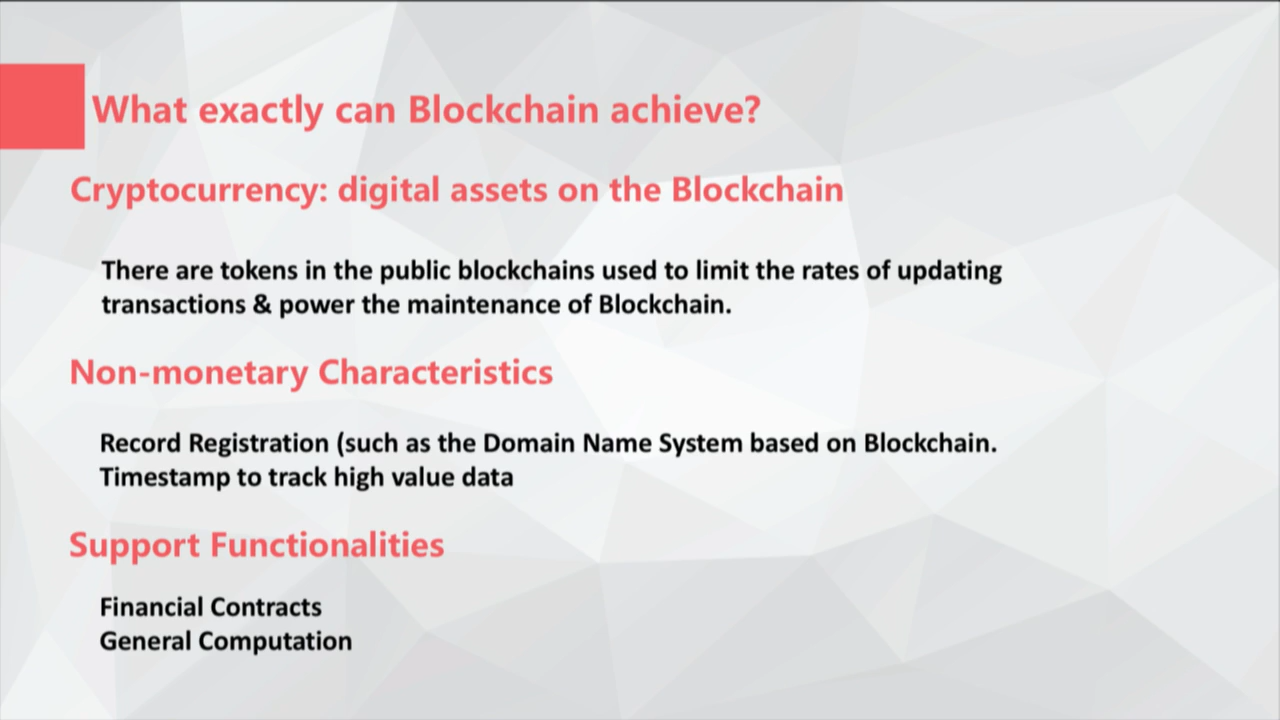 What exactly can Blockchain achieve?
Cryptocurrency: digital assets on the Blockchain
There are tokens in the public blockchains used to limit the rates of updating
transactions & power the maintenance of Blockchain.
Non-monetary Characteristics
Record Registration (such as the Domain Name System based on Blockchain.
Timestamp to track high value data
Support Functionalities
Financial Contracts
General Computation